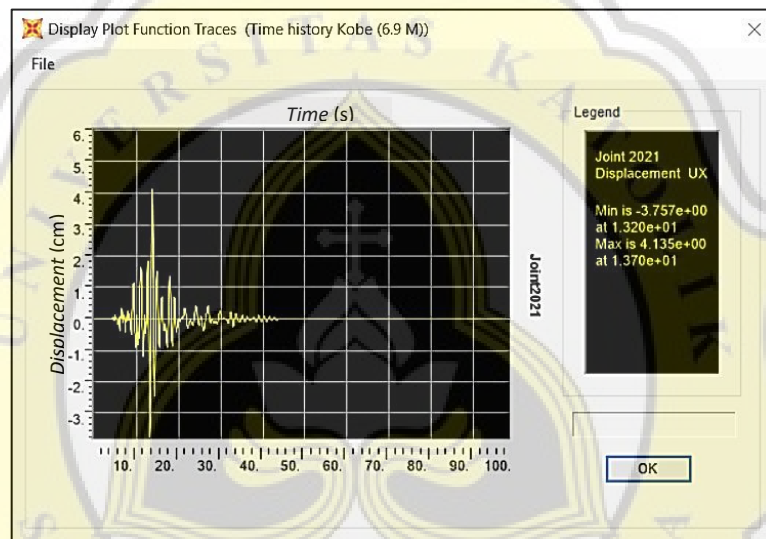 Display Plot Function Traces (Time history Kobe (6.9 M))
File
UNIVERSITAS KATOLIK
Time (s)
Displacement (cm)
6.
5.
4.
3.
2.
1.
0.
-1.
-2.
-3.
10. 20. 30. 40. 50. 60. 70. 80. 90. 100.
Joint2021
Legend
Joint 2021
Displacement UX
Min is -3.757e+00
at 1.320e+01
Max is 4.135e+00
at 1.370e+01
OK